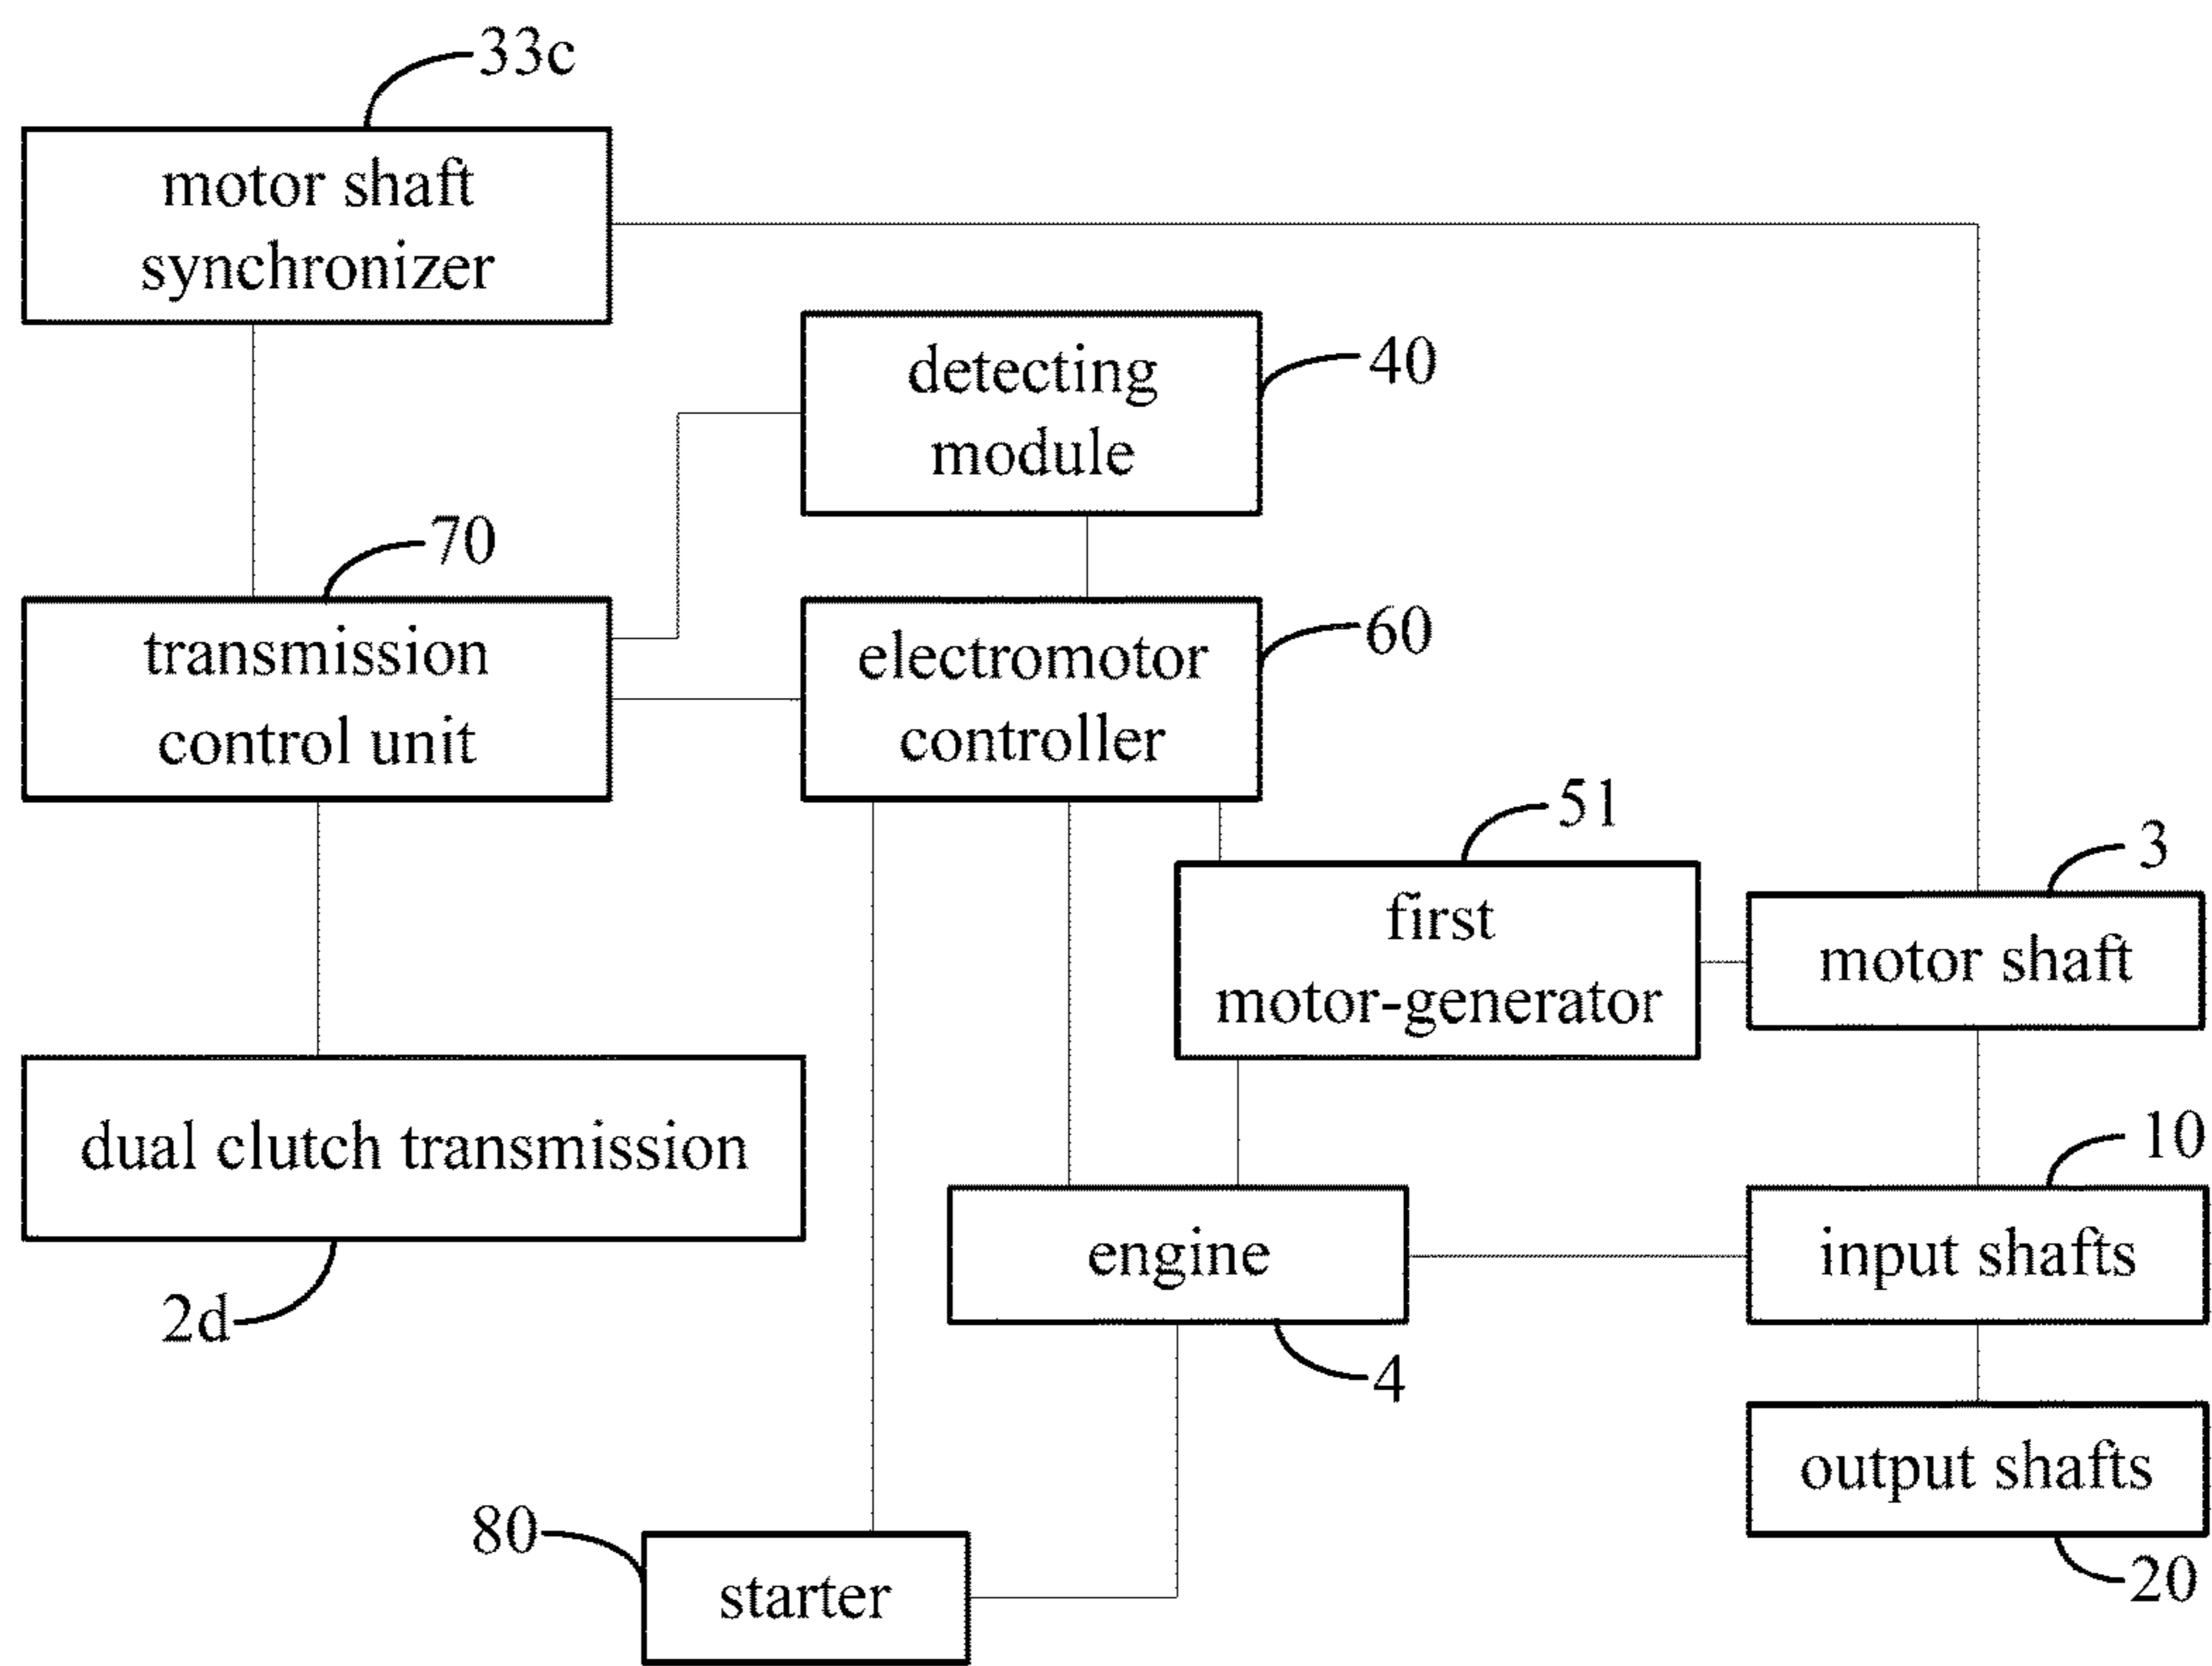 33c
motor shaft
synchronizer
detecting
module
40
70
transmission
control unit
electromotor
controller
60
51
first
motor-generator
3
motor shaft
dual clutch transmission
2d
10
engine
input shafts
4
output shafts
80
starter
20